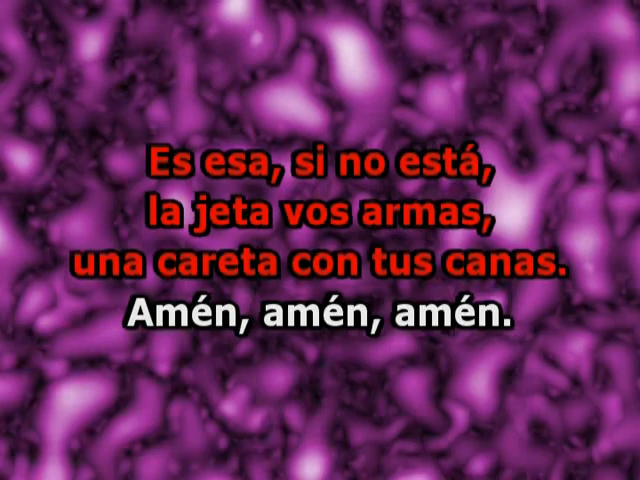 Es esa, si no está,
la jeta vos armas,
una careta con tus canas.
Amén, amén, amén.